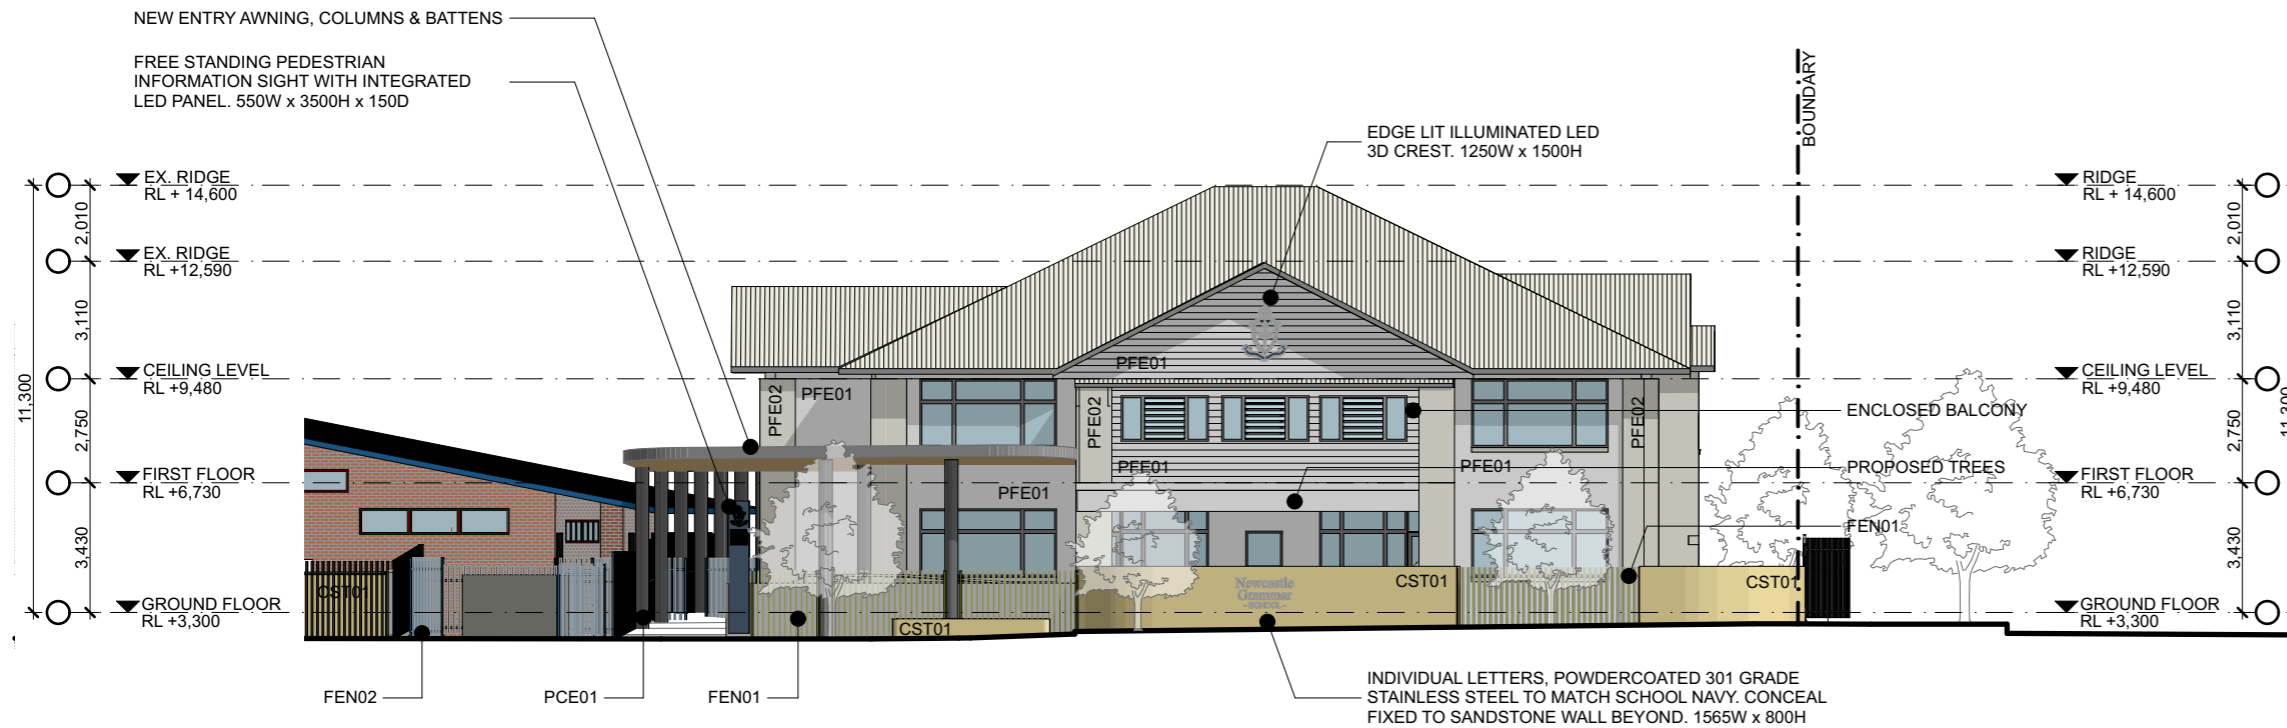 NEW ENTRY AWNING, COLUMNS & BATTENS
FREE STANDING PEDESTRIAN
INFORMATION SIGHT WITH INTEGRATED
LED PANEL. 550W x 3500H x 150D
EDGE LIT ILLUMINATED LED
3D CREST. 1250W x 1500H
BOUNDARY
EX. RIDGE
RL + 14,600
2,010
EX. RIDGE
RL +12,590
3,110
CEILING LEVEL
RL +9,480
11,300
2,750
FIRST FLOOR
RL +6,730
3,430
GROUND FLOOR
RL +3,300
RIDGE
RL + 14,600
2,010
RIDGE
RL +12,590
3,110
CEILING LEVEL
RL +9,480
11,300
2,750
FIRST FLOOR
RL +6,730
3,430
GROUND FLOOR
RL +3,300
PFE01
PFE02
PFE01
PFE02
PFE02
ENCLOSED BALCONY
PFE01
PFE01
PROPOSED TREES
PFE01
FEN01
CST01
CST01
CST01
CST01
Newcastle
Grammar
-SCHOOL-
FEN02
PCE01
FEN01
INDIVIDUAL LETTERS, POWDERCOATED 301 GRADE
STAINLESS STEEL TO MATCH SCHOOL NAVY. CONCEAL
FIXED TO SANDSTONE WALL BEYOND. 1565W x 800H